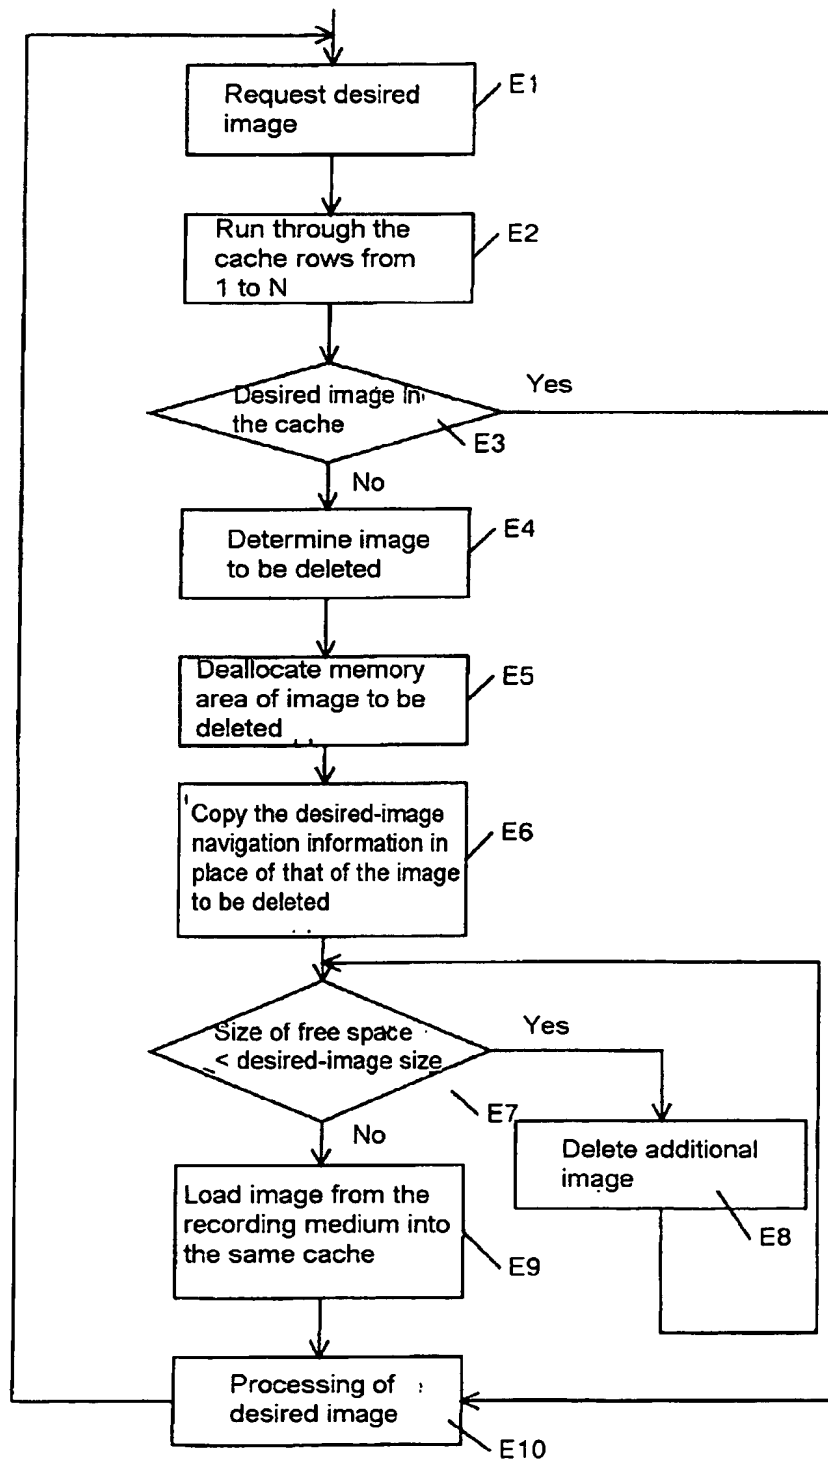 Request desired
image
E1
Run through the
cache rows from
1 to N
E2
Desired image in
the cache
Yes
E3
No
Determine image
to be deleted
E4
Deallocate memory
area of image to be
deleted
E5
Copy the desired-image
navigation information in
place of that of the image
to be deleted
E6
Size of free space
< desired-image size
Yes
E7
No
Delete additional
image
E8
Load image from the
recording medium into
the same cache
E9
Processing of
desired image
E10